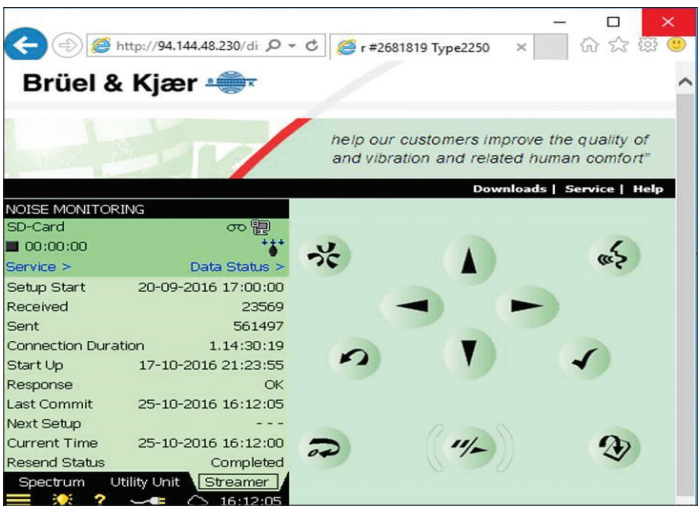 http://94.144.48.230/di
r #2681819 Type2250
Brüel & Kjær
B K
help our customers improve the quality of
and vibration and related human comfort"
Downloads | Service | Help
NOISE MONITORING
SD-Card
00:00:00
Service > Data Status >
Setup Start 20-09-2016 17:00:00
Received 23569
Sent 561497
Connection Duration 1.14:30:19
Start Up 17-10-2016 21:23:55
Response OK
Last Commit 25-10-2016 16:12:05
Next Setup - - -
Current Time 25-10-2016 16:12:00
Resend Status Completed
Spectrum Utility Unit Streamer
? 16:12:05